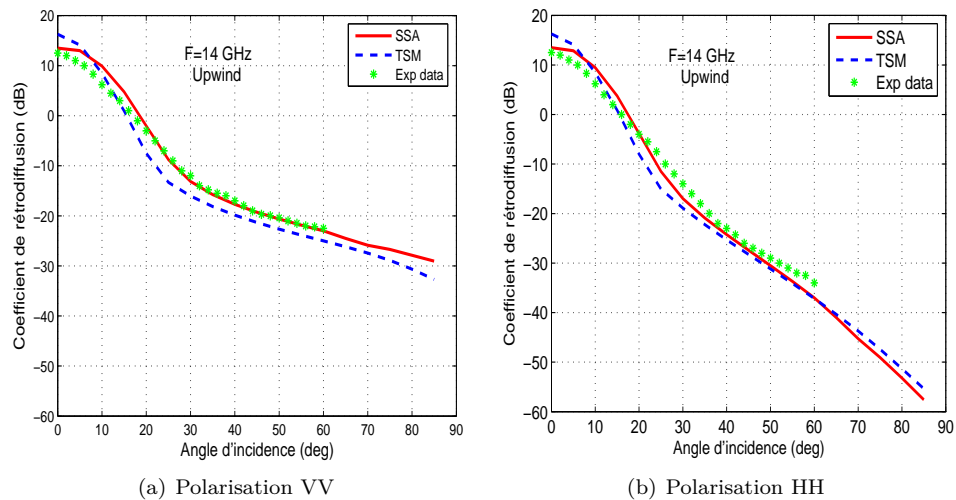 20
10
0
−10
−20
−30
−40
−50
−60
Coefficient de rétrodiffusion (dB)
F=14 GHz
Upwind
SSA
TSM
Exp data
0 10 20 30 40 50 60 70 80 90
Angle d'incidence (deg)
(a) Polarisation VV
20
10
0
−10
−20
−30
−40
−50
−60
Coefficient de rétrodiffusion (dB)
F=14 GHz
Upwind
SSA
TSM
Exp data
0 10 20 30 40 50 60 70 80 90
Angle d'incidence (deg)
(b) Polarisation HH